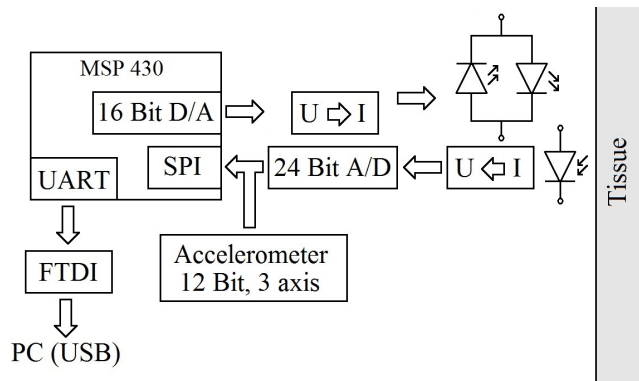 MSP 430
16 Bit D/A
U ⇨ I
SPI
24 Bit A/D
U ⇦ I
UART
Accelerometer
12 Bit, 3 axis
FTDI
PC (USB)
Tissue